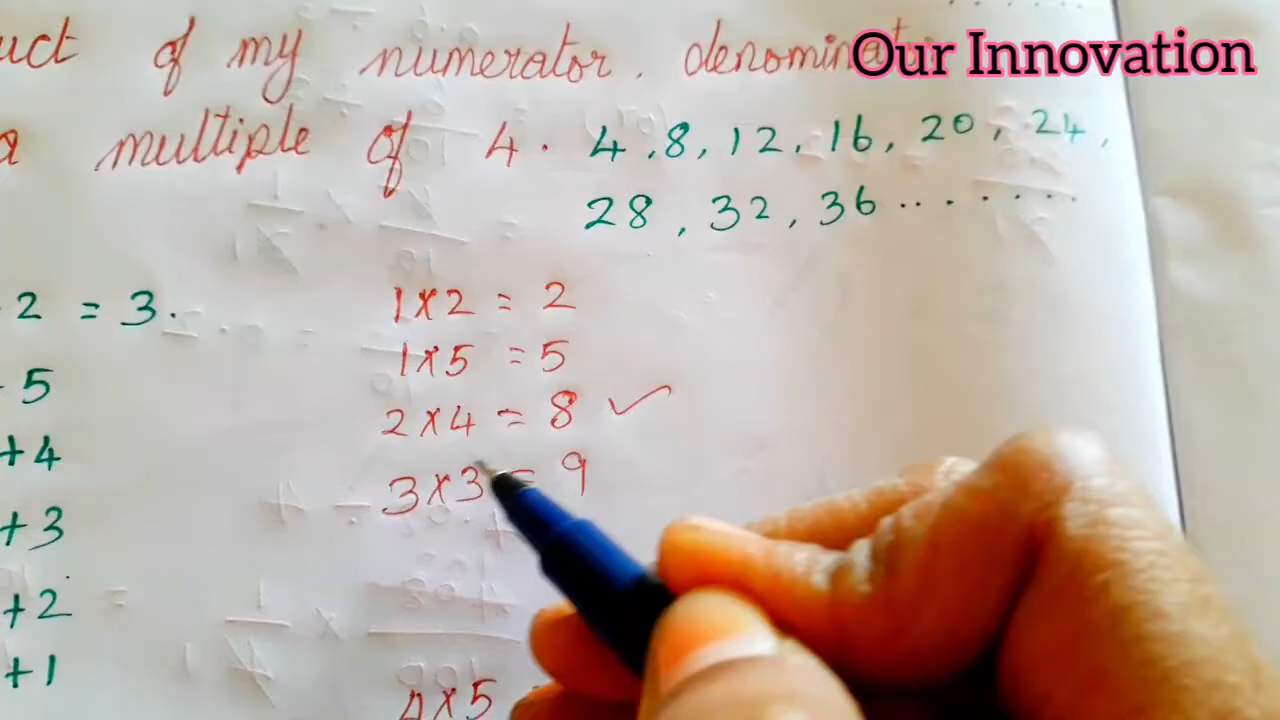 uct of my numerator. denominat
Our Innovation
a multiple of 4. 4, 8, 12, 16, 20, 24,
28, 32, 36 .......
2 = 3.
1x2 = 2
1x5 = 5
5
2x4 = 8 ✓
+4
3x3 = 9
+3
+2
+1
4x5